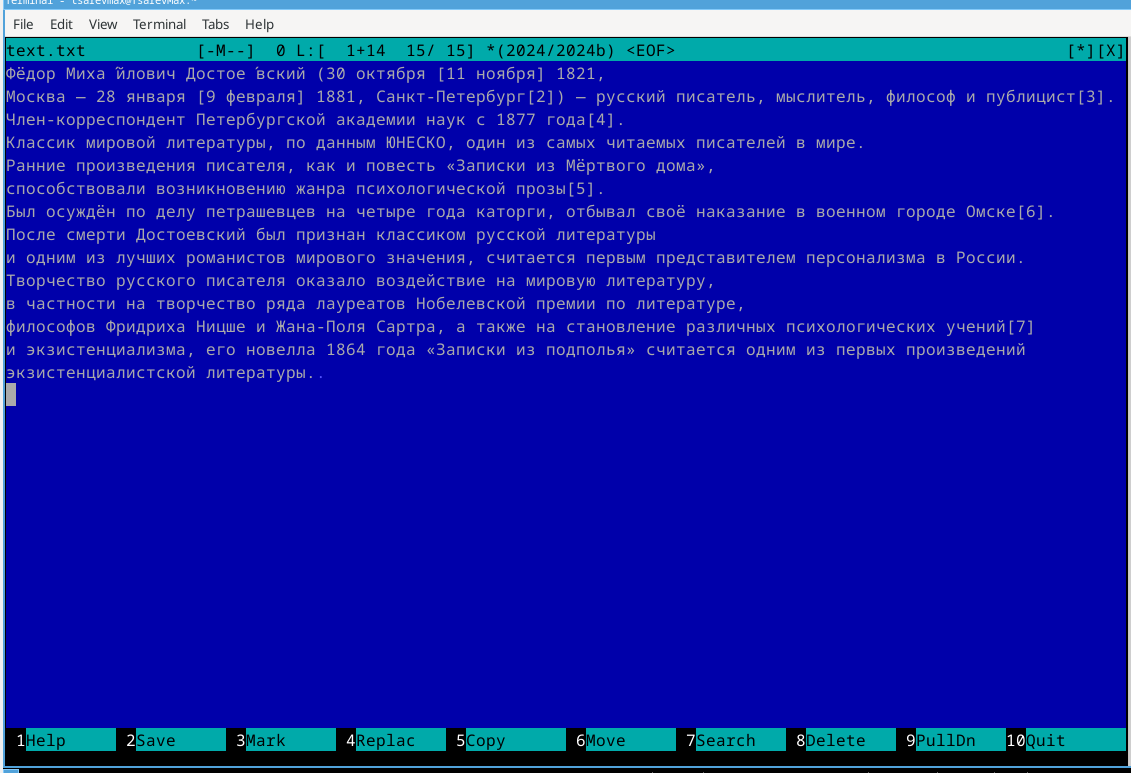 Terminal - tsarevmax@Tsarevmax:~
File Edit View Terminal Tabs Help
text.txt [-M--] 0 L:[ 1+14 15/ 15] *(2024/2024b) <EOF> [*][X]
Фёдор Миха́йлович Достое́вский (30 октября [11 ноября] 1821,
Москва — 28 января [9 февраля] 1881, Санкт-Петербург[2]) — русский писатель, мыслитель, философ и публицист[3].
Член-корреспондент Петербургской академии наук с 1877 года[4].
Классик мировой литературы, по данным ЮНЕСКО, один из самых читаемых писателей в мире.
Ранние произведения писателя, как и повесть «Записки из Мёртвого дома»,
способствовали возникновению жанра психологической прозы[5].
Был осуждён по делу петрашевцев на четыре года каторги, отбывал своё наказание в военном городе Омске[6].
После смерти Достоевский был признан классиком русской литературы
и одним из лучших романистов мирового значения, считается первым представителем персонализма в России.
Творчество русского писателя оказало воздействие на мировую литературу,
в частности на творчество ряда лауреатов Нобелевской премии по литературе,
философов Фридриха Ницше и Жана-Поля Сартра, а также на становление различных психологических учений[7]
и экзистенциализма, его новелла 1864 года «Записки из подполья» считается одним из первых произведений
экзистенциалистской литературы..
1Help 2Save 3Mark 4Replac 5Copy 6Move 7Search 8Delete 9PullDn 10Quit